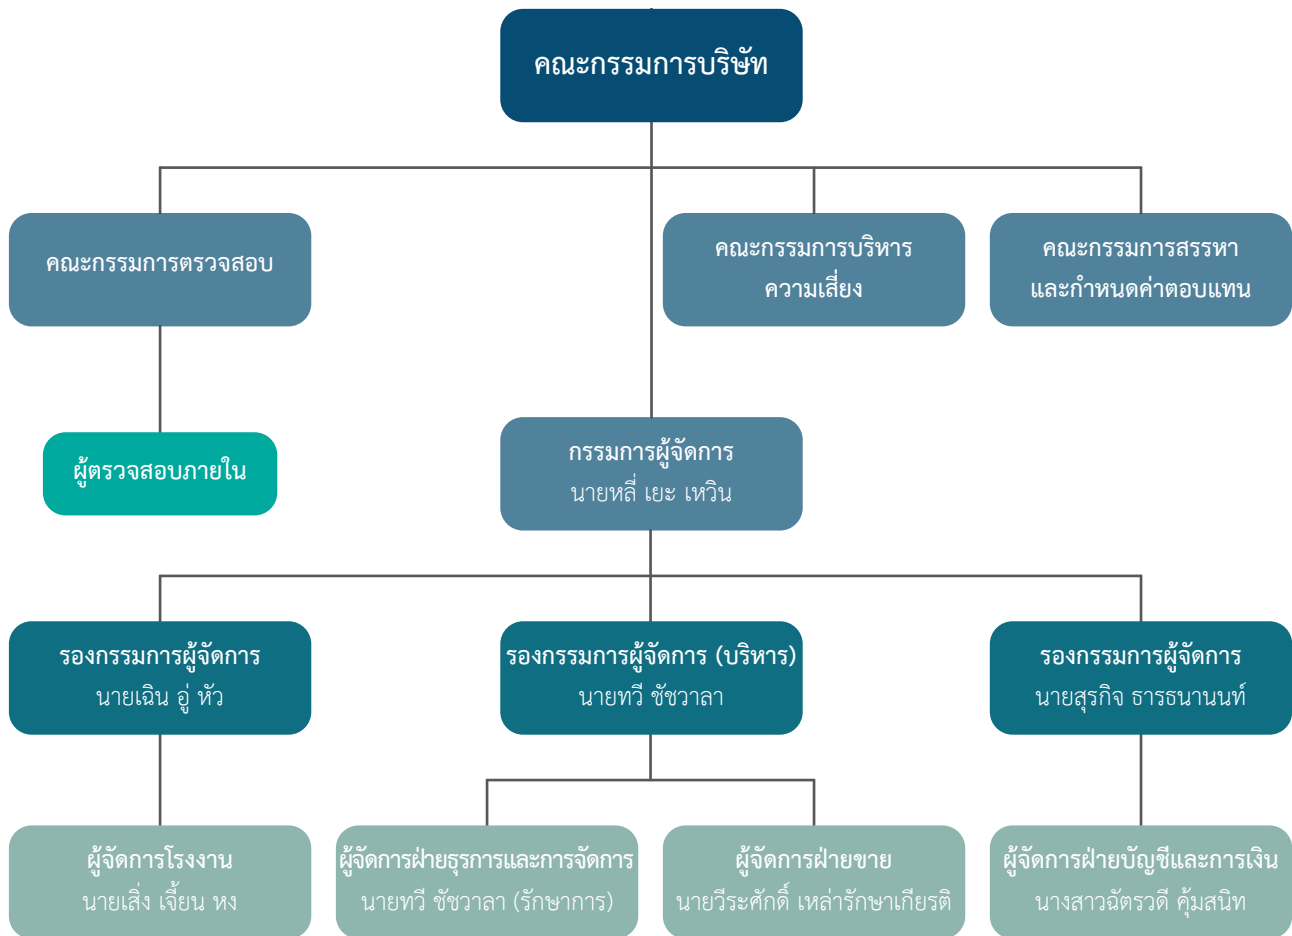 คณะกรรมการบริษัท
คณะกรรมการตรวจสอบ
คณะกรรมการบริหาร
ความเสี่ยง
คณะกรรมการสรรหา
และกำหนดค่าตอบแทน
ผู้ตรวจสอบภายใน
กรรมการผู้จัดการ
นายหลี่ เยะ เหวิน
รองกรรมการผู้จัดการ
นายเฉิน อู่ หัว
รองกรรมการผู้จัดการ (บริหาร)
นายทวี ชัชวาลา
รองกรรมการผู้จัดการ
นายสุรกิจ ธารธนานนท์
ผู้จัดการโรงงาน
นายเสิ่ง เจี้ยน หง
ผู้จัดการฝ่ายธุรการและการจัดการ
นายทวี ชัชวาลา (รักษาการ)
ผู้จัดการฝ่ายขาย
นายวีระศักดิ์ เหล่ารักษาเกียรติ
ผู้จัดการฝ่ายบัญชีและการเงิน
นางสาวฉัตรวดี คุ้มสนิท